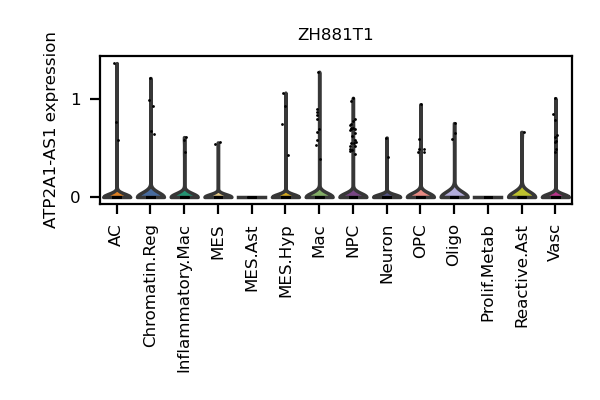 ZH881T1
ATP2A1-AS1 expression
1
0
AC
Chromatin.Reg
Inflammatory.Mac
MES
MES.Ast
MES.Hyp
Mac
NPC
Neuron
OPC
Oligo
Prolif.Metab
Reactive.Ast
Vasc